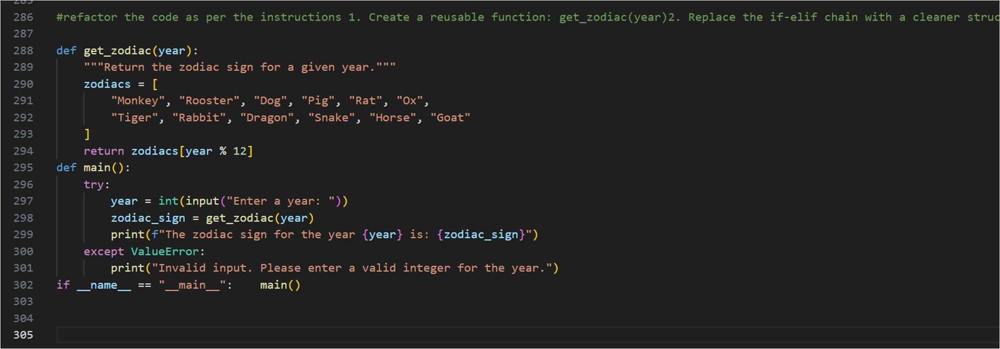 285
286 #refactor the code as per the instructions 1. Create a reusable function: get_zodiac(year)2. Replace the if-elif chain with a cleaner struc
287
288 def get_zodiac(year):
289     """Return the zodiac sign for a given year."""
290     zodiacs = [
291         "Monkey", "Rooster", "Dog", "Pig", "Rat", "Ox",
292         "Tiger", "Rabbit", "Dragon", "Snake", "Horse", "Goat"
293     ]
294     return zodiacs[year % 12]
295 def main():
296     try:
297         year = int(input("Enter a year: "))
298         zodiac_sign = get_zodiac(year)
299         print(f"The zodiac sign for the year {year} is: {zodiac_sign}")
300     except ValueError:
301         print("Invalid input. Please enter a valid integer for the year.")
302 if __name__ == "__main__":    main()
303
304
305